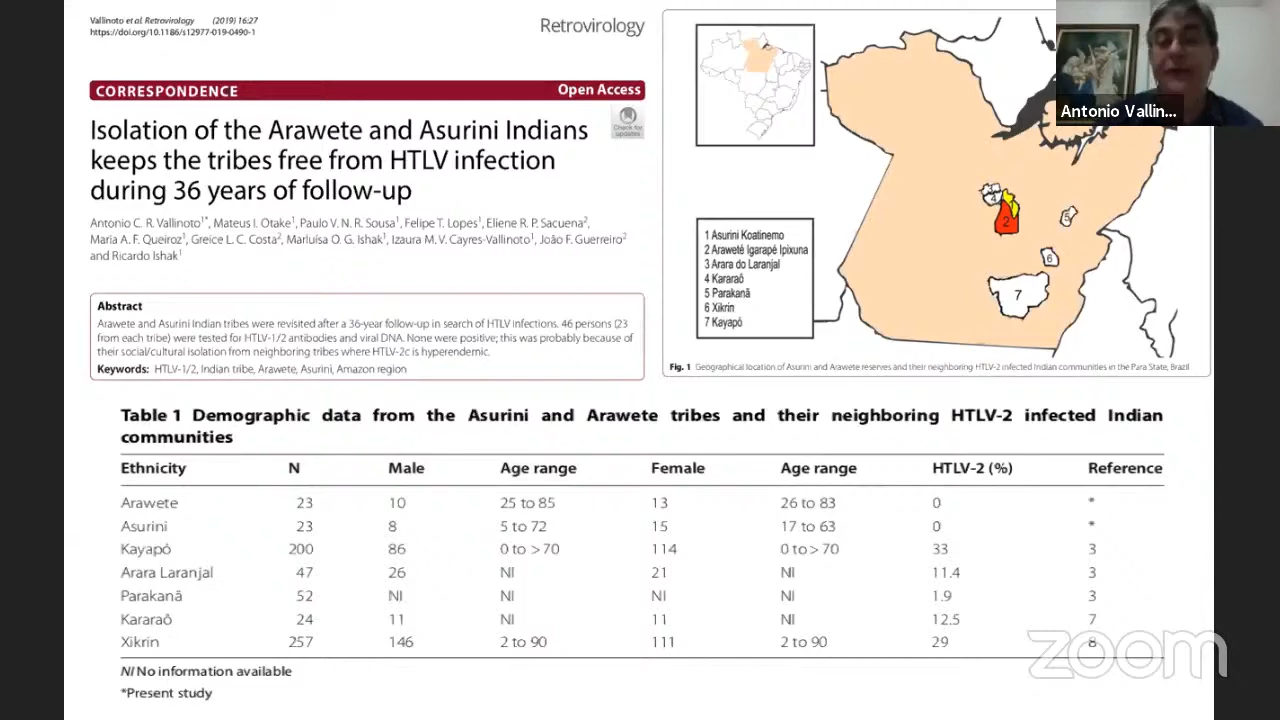 Vallinoto et al. Retrovirology (2019) 16:27
https://doi.org/10.1186/s12977-019-0490-1
Retrovirology
CORRESPONDENCE
Open Access
Check for
updates
Isolation of the Arawete and Asurini Indians
keeps the tribes free from HTLV infection
during 36 years of follow-up
Antonio C. R. Vallinoto1*, Mateus I. Otake1, Paulo V. N. R. Sousa1, Felipe T. Lopes1, Eliene R. P. Sacuena2,
Maria A. F. Queiroz1, Greice L. C. Costa2, Marluísa O. G. Ishak1, Izaura M. V. Cayres-Vallinoto1, João F. Guerreiro2
and Ricardo Ishak1
Abstract
Arawete and Asurini Indian tribes were revisited after a 36-year follow-up in search of HTLV infections. 46 persons (23
from each tribe) were tested for HTLV-1/2 antibodies and viral DNA. None were positive; this was probably because of
their social/cultural isolation from neighboring tribes where HTLV-2c is hyperendemic.
Keywords: HTLV-1/2, Indian tribe, Arawete, Asurini, Amazon region
1 Asurini Koatinemo
2 Araweté Igarapé Ipixuna
3 Arara do Laranjal
4 Kararaô
5 Parakanã
6 Xikrin
7 Kayapó
4
2
5
6
7
Fig. 1 Geographical location of Asurini and Arawete reserves and their neighboring HTLV-2 infected Indian communities in the Para State, Brazil
Antonio Vallin...
Table 1 Demographic data from the Asurini and Arawete tribes and their neighboring HTLV-2 infected Indian
communities
Ethnicity N Male Age range Female Age range HTLV-2 (%) Reference
Arawete 23 10 25 to 85 13 26 to 83 0 *
Asurini 23 8 5 to 72 15 17 to 63 0 *
Kayapó 200 86 0 to > 70 114 0 to > 70 33 3
Arara Laranjal 47 26 NI 21 NI 11.4 3
Parakanã 52 NI NI NI NI 1.9 3
Kararaô 24 11 NI 11 NI 12.5 7
Xikrin 257 146 2 to 90 111 2 to 90 29 8
NI No information available
*Present study
zoom